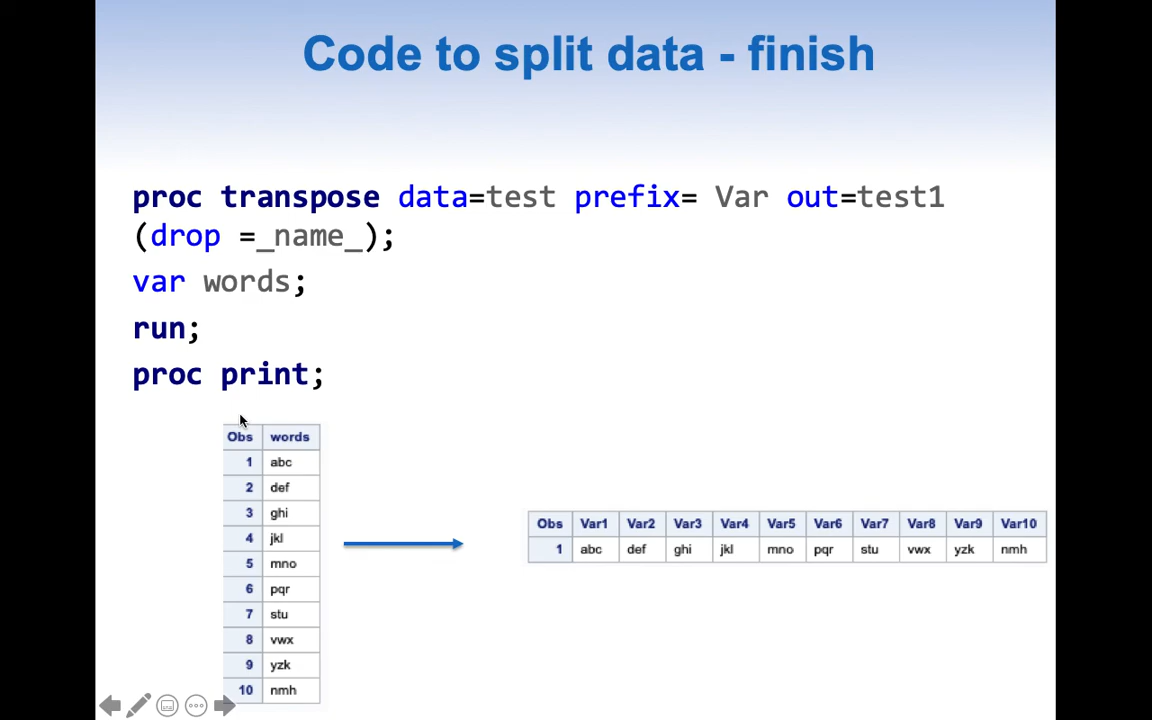 Code to split data - finish
proc transpose data=test prefix= Var out=test1
(drop =_name_);
var words;
run;
proc print;
Obs words
1 abc
2 def
3 ghi
4 jkl
5 mno
6 pqr
7 stu
8 vwx
9 yzk
10 nmh
Obs Var1 Var2 Var3 Var4 Var5 Var6 Var7 Var8 Var9 Var10
1 abc def ghi jkl mno pqr stu vwx yzk nmh